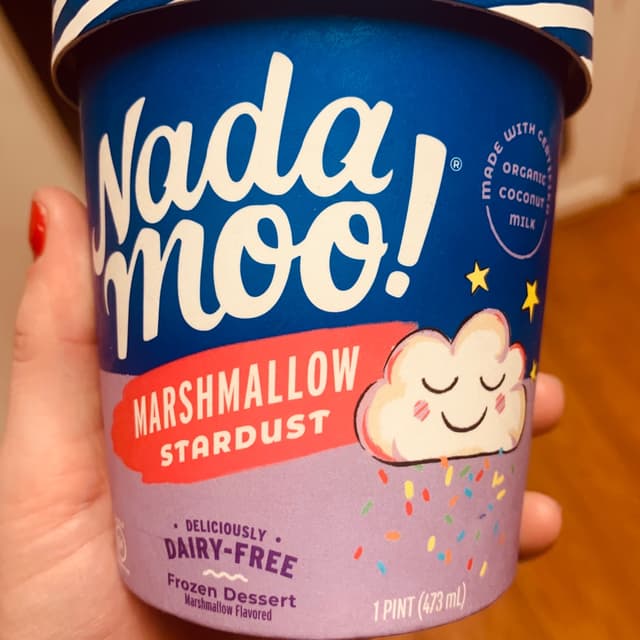 Nada
moo!
®
MADE WITH CERTIFIED
ORGANIC
COCONUT
MILK
MARSHMALLOW
STARDUST
• DELICIOUSLY •
DAIRY-FREE
Frozen Dessert
Marshmallow Flavored
1 PINT (473 mL)